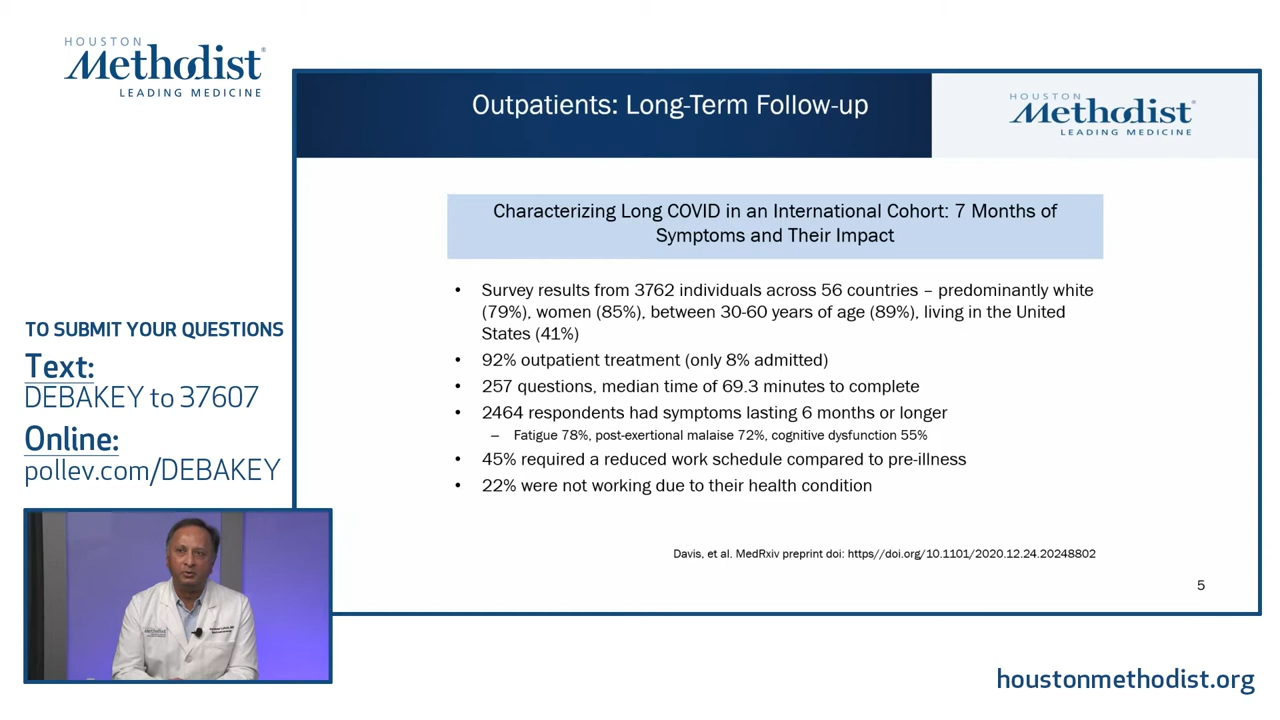 HOUSTON
Methodist®
LEADING MEDICINE
Outpatients: Long-Term Follow-up
HOUSTON
Methodist®
LEADING MEDICINE
Characterizing Long COVID in an International Cohort: 7 Months of
Symptoms and Their Impact
• Survey results from 3762 individuals across 56 countries – predominantly white
(79%), women (85%), between 30-60 years of age (89%), living in the United
States (41%)
• 92% outpatient treatment (only 8% admitted)
• 257 questions, median time of 69.3 minutes to complete
• 2464 respondents had symptoms lasting 6 months or longer
– Fatigue 78%, post-exertional malaise 72%, cognitive dysfunction 55%
• 45% required a reduced work schedule compared to pre-illness
• 22% were not working due to their health condition
Davis, et al. MedRxiv preprint doi: https//doi.org/10.1101/2020.12.24.20248802
5
TO SUBMIT YOUR QUESTIONS
Text:
DEBAKEY to 37607
Online:
pollev.com/DEBAKEY
Methodist
houstonmethodist.org